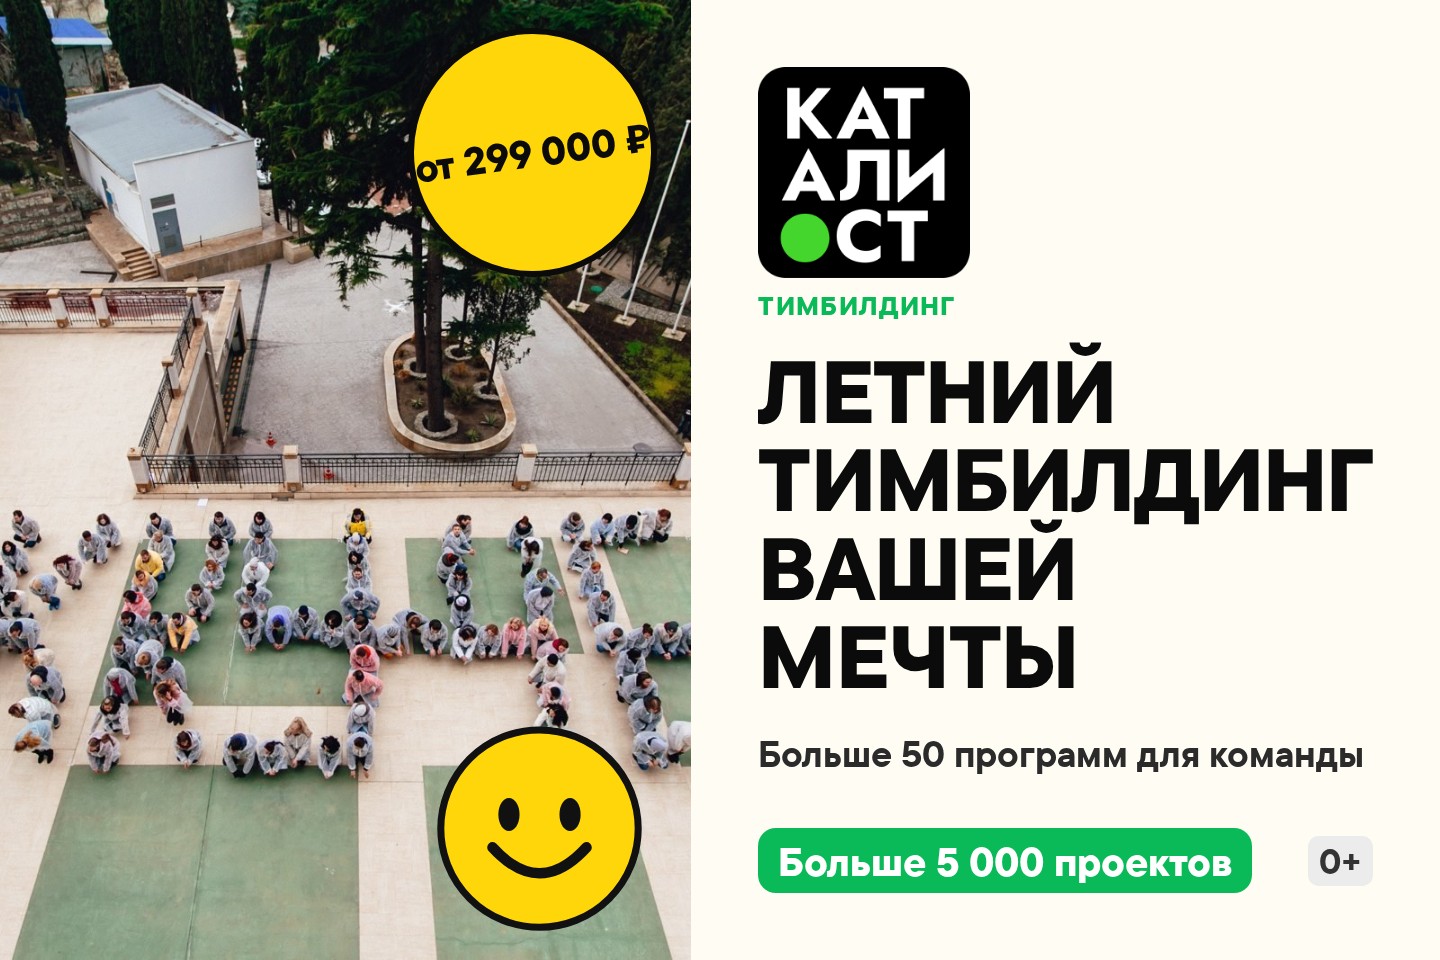 от 299 000 ₽
КАТ
АЛИ
СТ
ТИМБИЛДИНГ
ЛЕТНИЙ
ТИМБИЛДИНГ
ВАШЕЙ
МЕЧТЫ
Больше 50 программ для команды
Больше 5 000 проектов
0+